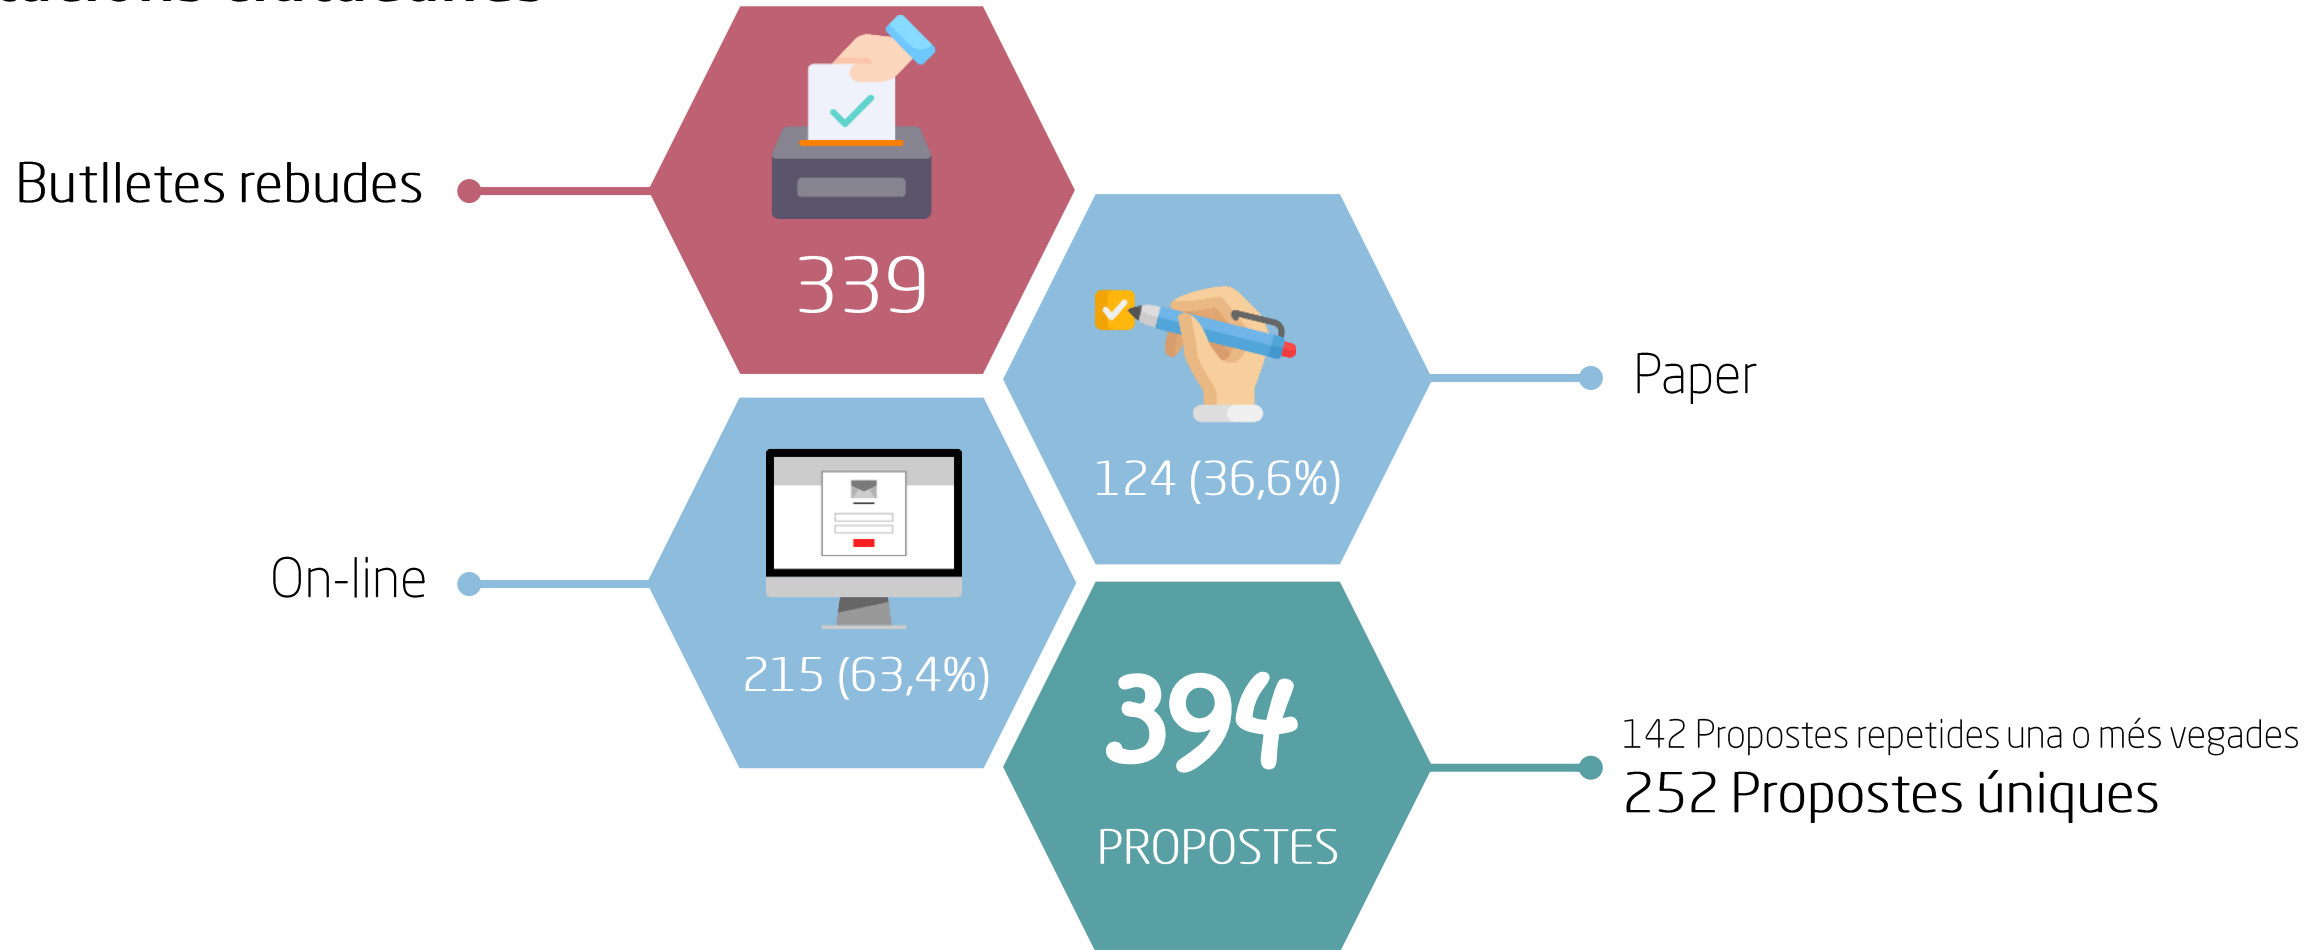 Butlletes rebudes
339
Paper
124 (36,6%)
On-line
215 (63,4%)
394
PROPOSTES
142 Propostes repetides una o més vegades
252 Propostes úniques